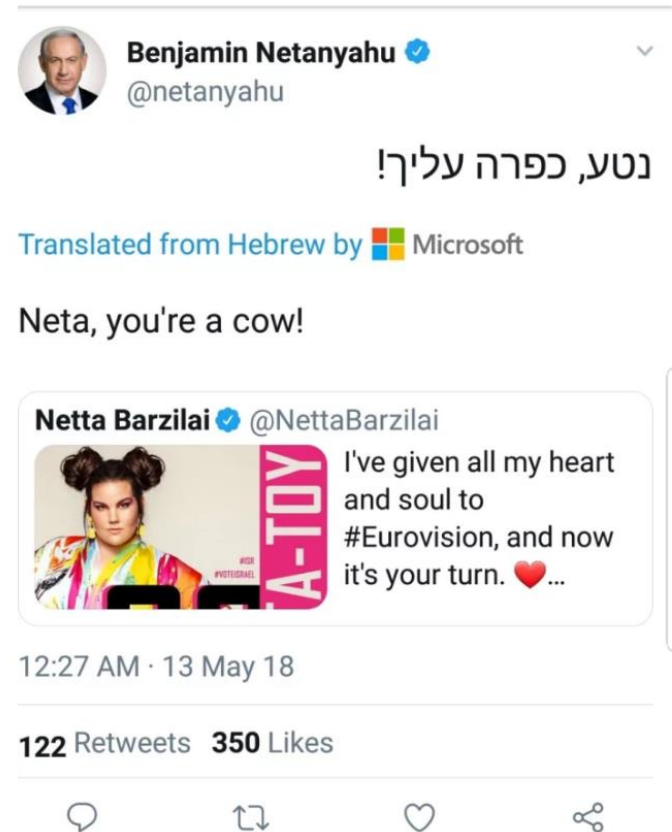 Benjamin Netanyahu
@netanyahu
נטע, כפרה עליך!
Translated from Hebrew by Microsoft
Neta, you're a cow!
Netta Barzilai @NettaBarzilai
A-TOY
#ISR
#VOTEISRAEL
I've given all my heart
and soul to
#Eurovision, and now
it's your turn. ❤️...
12:27 AM · 13 May 18
122 Retweets 350 Likes